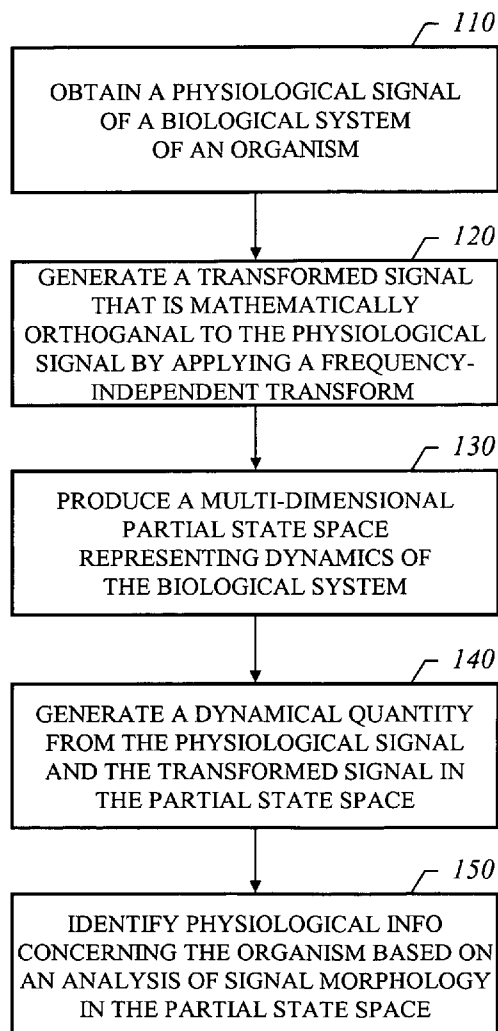 110
OBTAIN A PHYSIOLOGICAL SIGNAL
OF A BIOLOGICAL SYSTEM
OF AN ORGANISM
120
GENERATE A TRANSFORMED SIGNAL
THAT IS MATHEMATICALLY
ORTHOGANAL TO THE PHYSIOLOGICAL
SIGNAL BY APPLYING A FREQUENCY-
INDEPENDENT TRANSFORM
130
PRODUCE A MULTI-DIMENSIONAL
PARTIAL STATE SPACE
REPRESENTING DYNAMICS OF
THE BIOLOGICAL SYSTEM
140
GENERATE A DYNAMICAL QUANTITY
FROM THE PHYSIOLOGICAL SIGNAL
AND THE TRANSFORMED SIGNAL IN
THE PARTIAL STATE SPACE
150
IDENTIFY PHYSIOLOGICAL INFO
CONCERNING THE ORGANISM BASED ON
AN ANALYSIS OF SIGNAL MORPHOLOGY
IN THE PARTIAL STATE SPACE